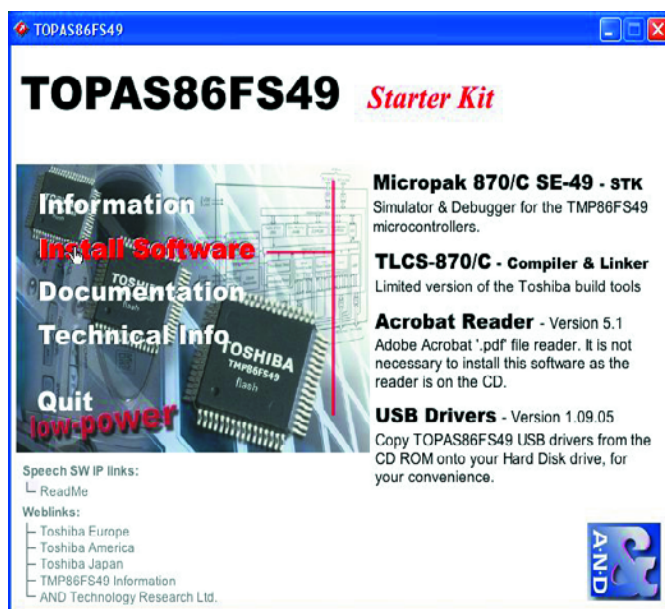 TOPAS86FS49
TOPAS86FS49 Starter Kit
Information
Install Software
Documentation
Technical Info
Quit
low-power
TOSHIBA
flash
TOSHIBA
TMP86FS49
flash
Micropak 870/C SE-49 - STK
Simulator & Debugger for the TMP86FS49
microcontrollers.
TLCS-870/C - Compiler & Linker
Limited version of the Toshiba build tools
Acrobat Reader - Version 5.1
Adobe Acrobat '.pdf' file reader. It is not
necessary to install this software as the
reader is on the CD.
USB Drivers - Version 1.09.05
Copy TOPAS86FS49 USB drivers from the
CD ROM onto your Hard Disk drive, for
your convenience.
Speech SW IP links:
ReadMe
Weblinks:
Toshiba Europe
Toshiba America
Toshiba Japan
TMP86FS49 Information
AND Technology Research Ltd.
A·N·D &